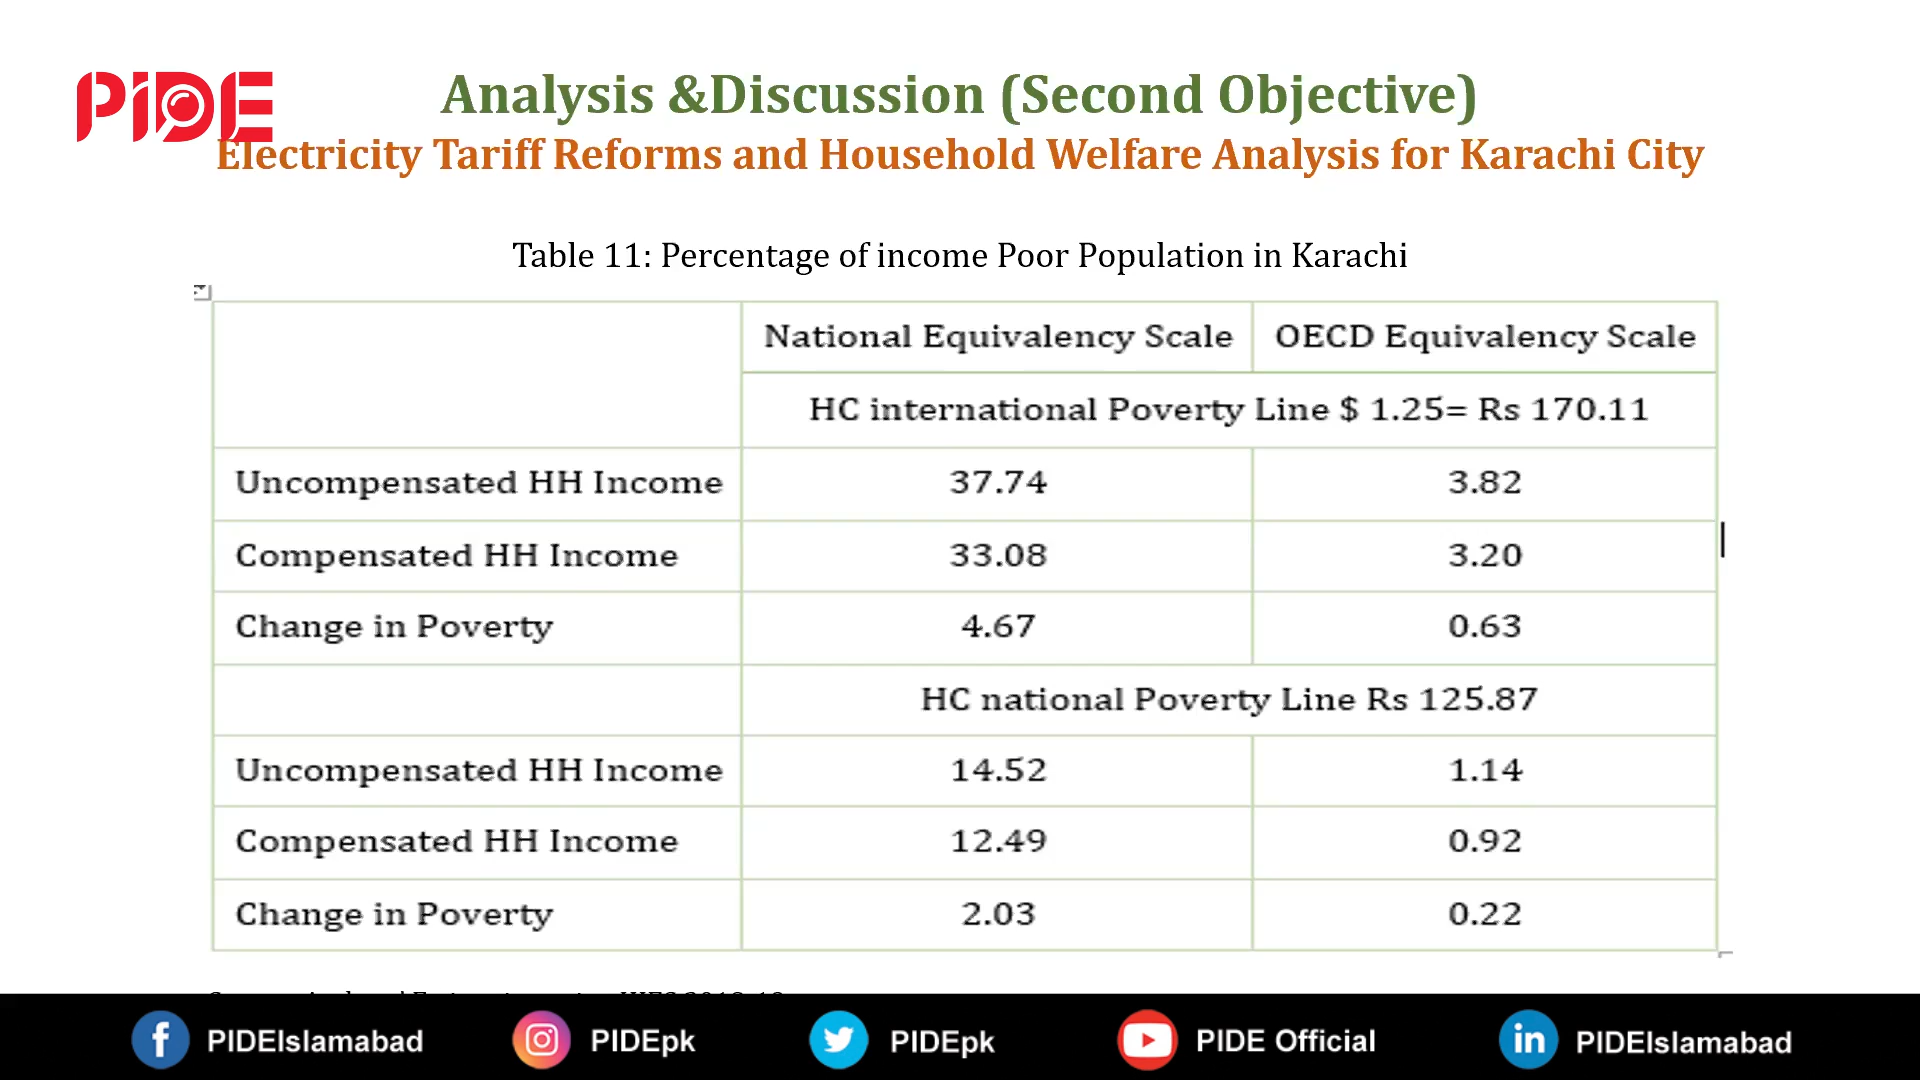 PIDE
Analysis &Discussion (Second Objective)
Electricity Tariff Reforms and Household Welfare Analysis for Karachi City
Table 11: Percentage of income Poor Population in Karachi
National Equivalency Scale OECD Equivalency Scale
HC international Poverty Line $ 1.25= Rs 170.11
Uncompensated HH Income 37.74 3.82
Compensated HH Income 33.08 3.20
Change in Poverty 4.67 0.63
HC national Poverty Line Rs 125.87
Uncompensated HH Income 14.52 1.14
Compensated HH Income 12.49 0.92
Change in Poverty 2.03 0.22
PIDEIslamabad PIDEpk PIDEpk PIDE Official PIDEIslamabad